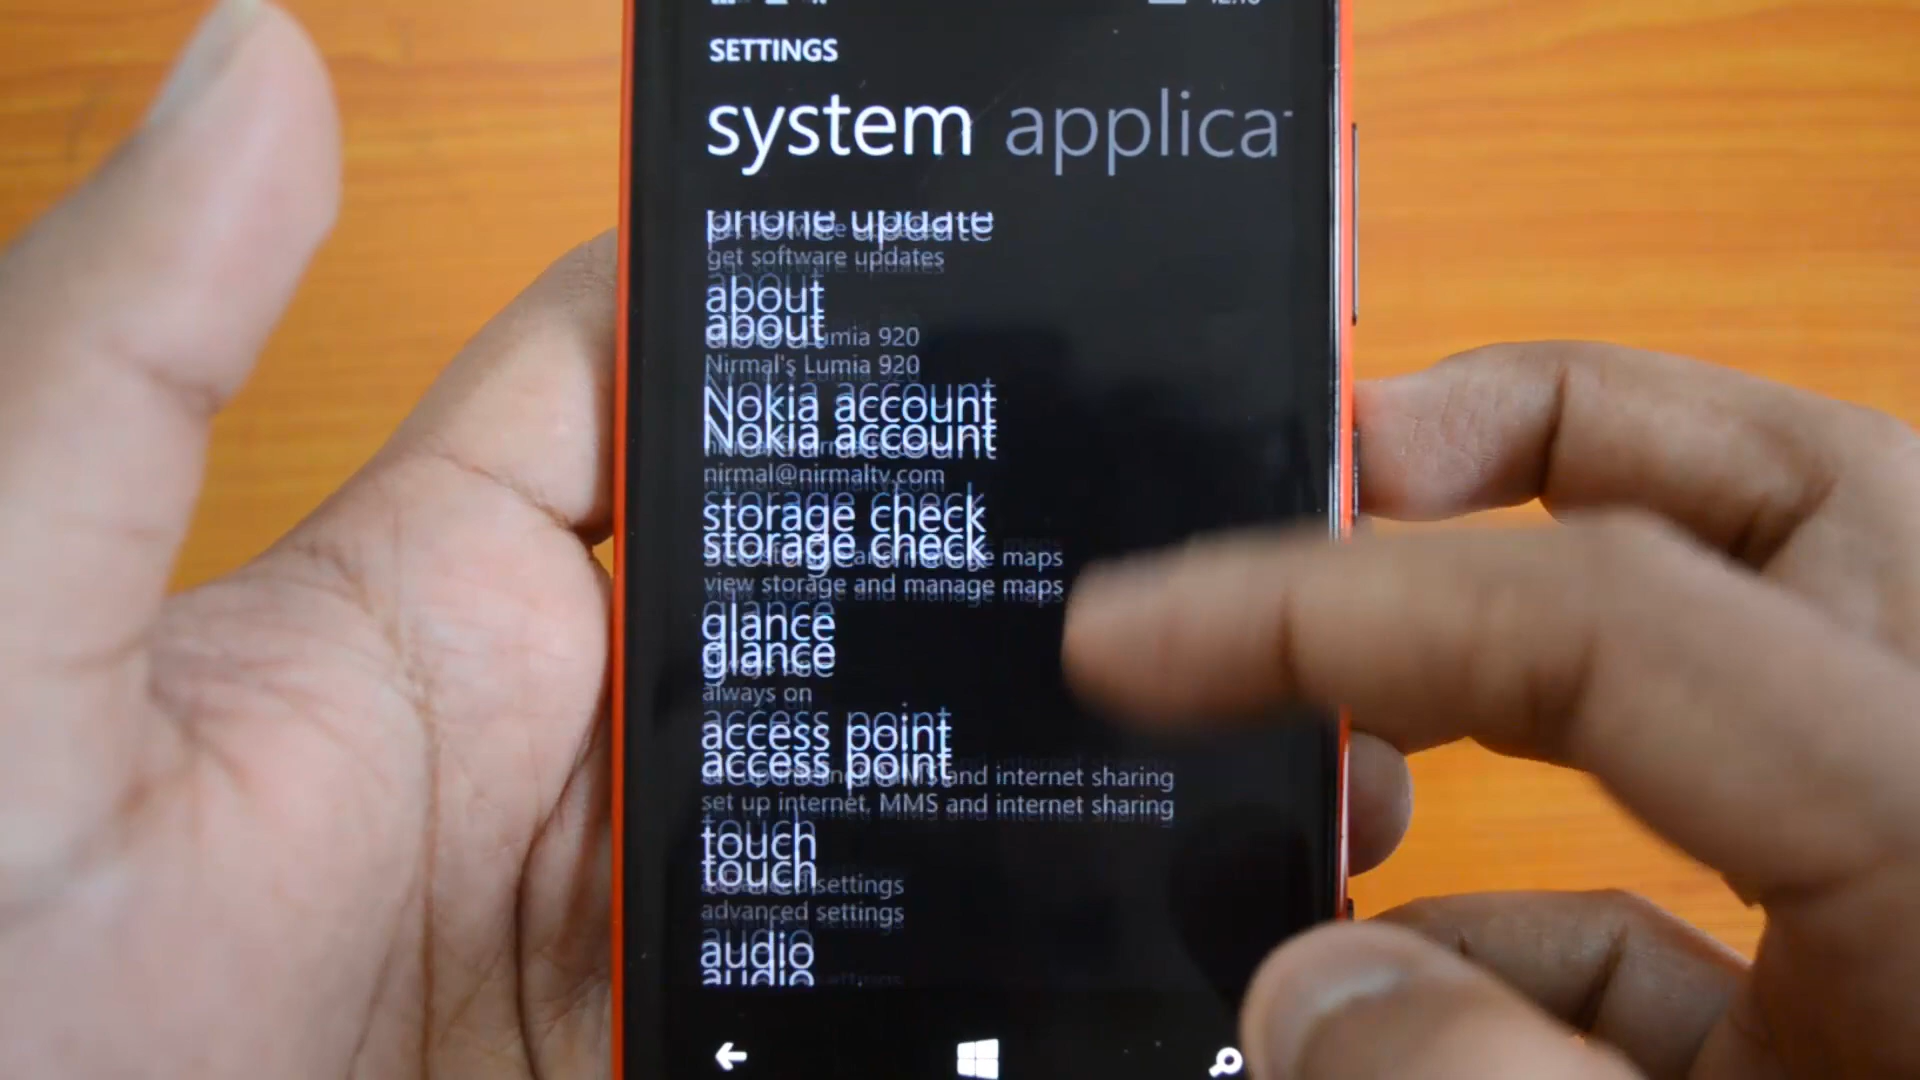 SETTINGS
system applica
phone update
get software updates
about
Nirmal's Lumia 920
Nokia account
nirmal@nirmaltv.com
storage check
view storage and manage maps
glance
always on
access point
set up internet, MMS and internet sharing
touch
advanced settings
audio